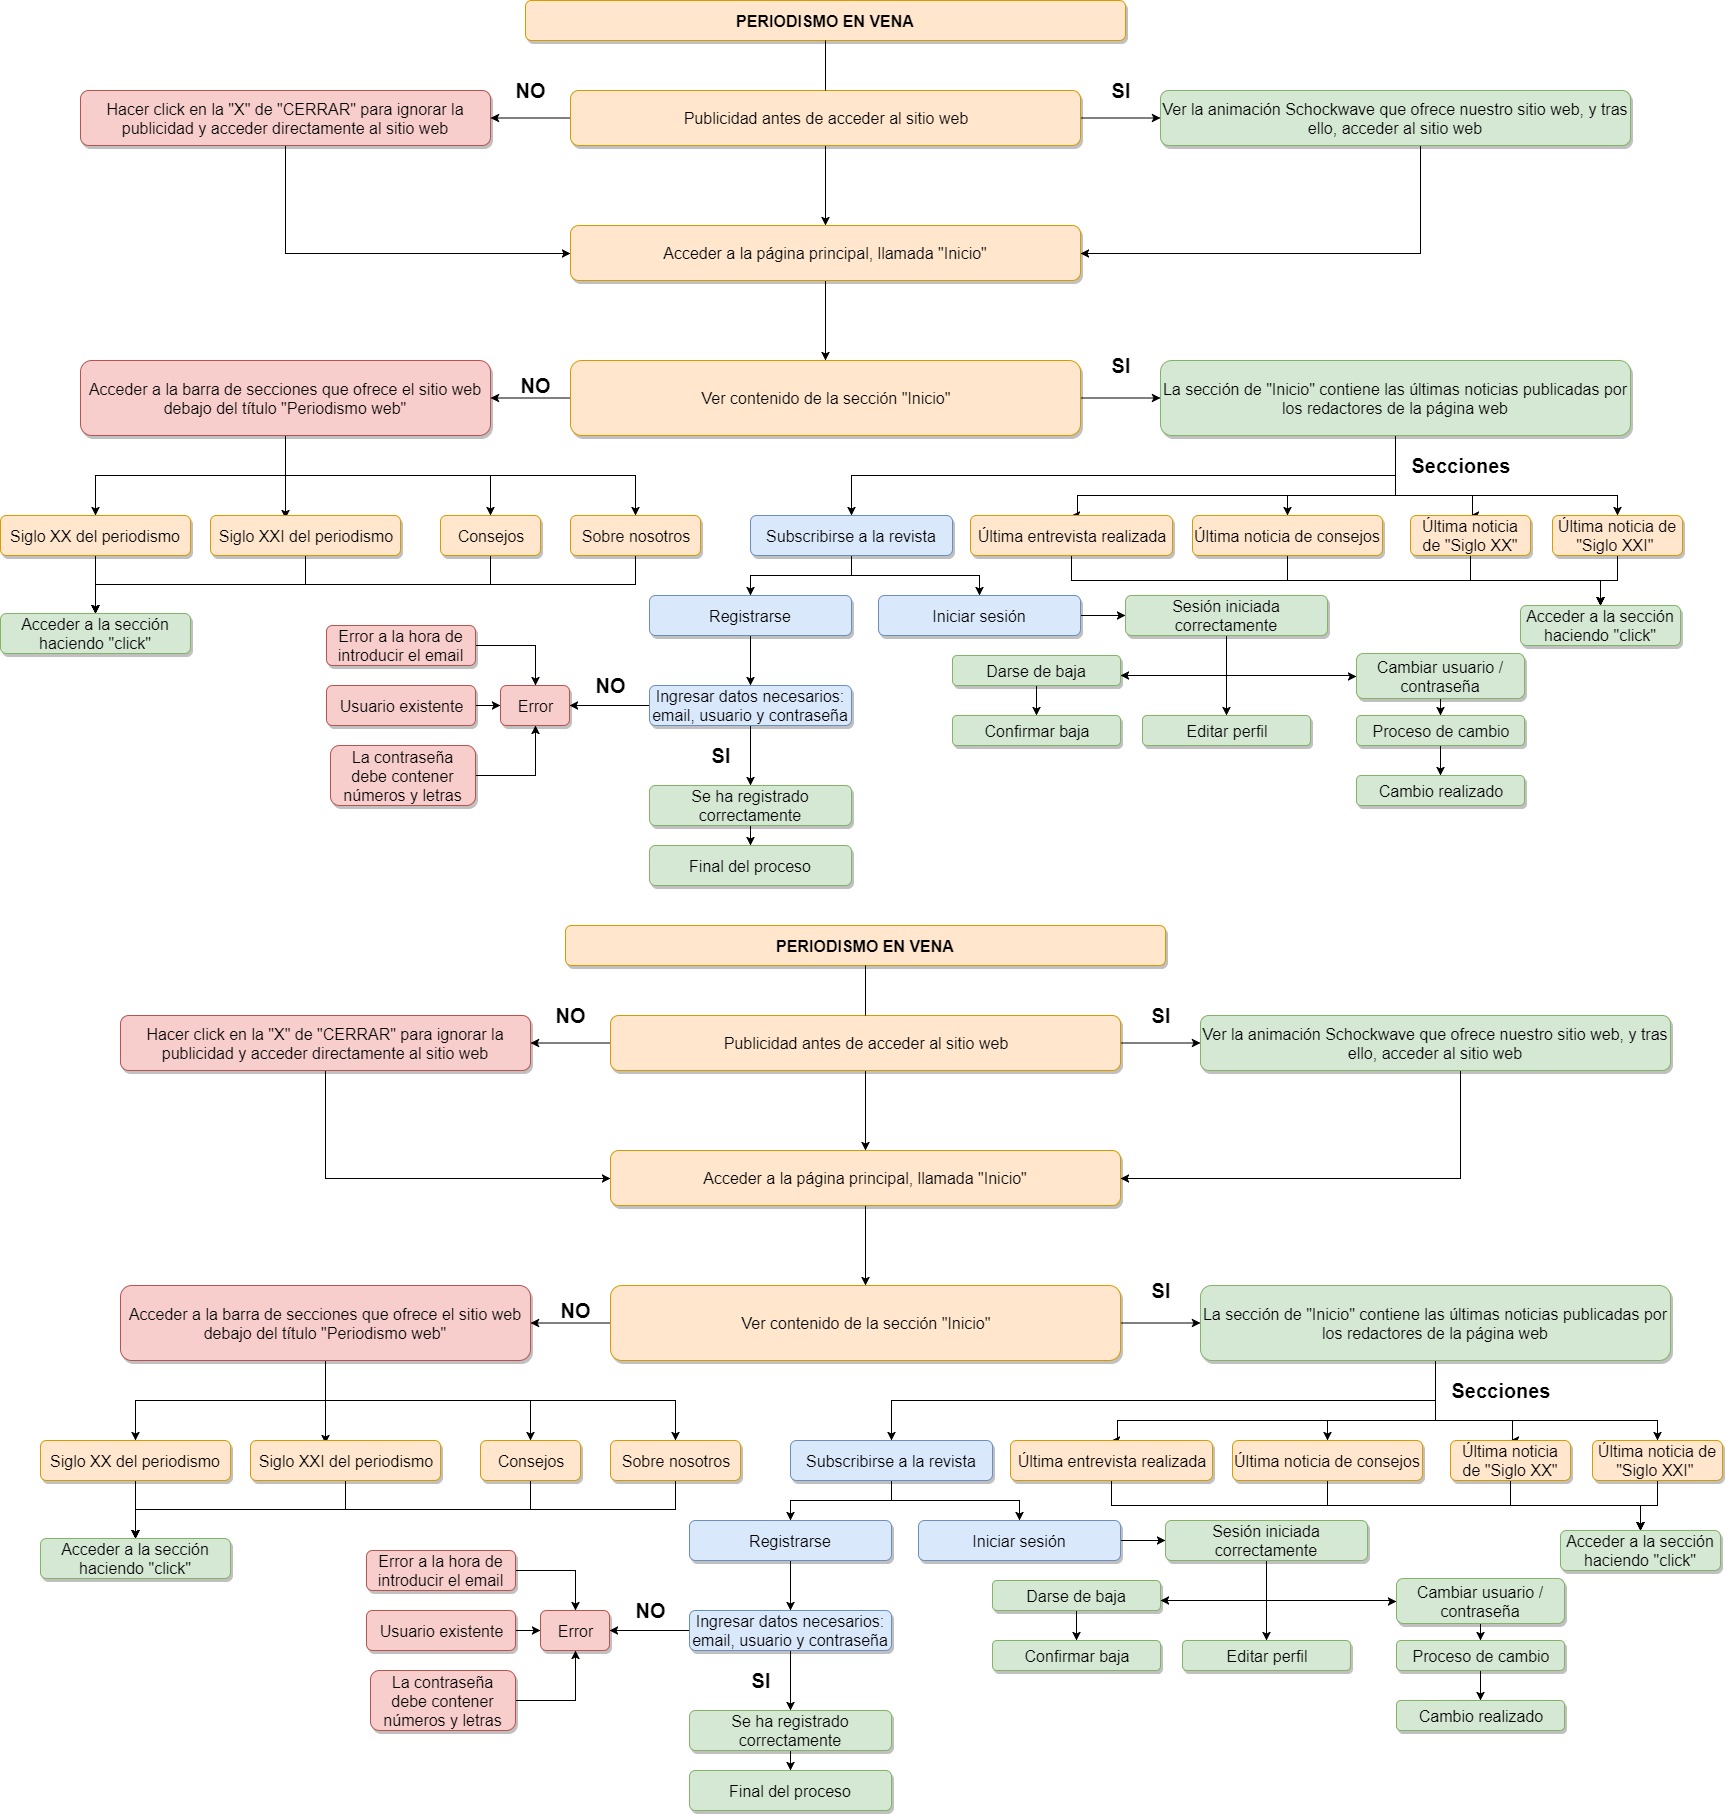 PERIODISMO EN VENA
NO
SI
Hacer click en la "X" de "CERRAR" para ignorar la
publicidad y acceder directamente al sitio web
Publicidad antes de acceder al sitio web
Ver la animación Schockwave que ofrece nuestro sitio web, y tras
ello, acceder al sitio web
Acceder a la página principal, llamada "Inicio"
NO
SI
Acceder a la barra de secciones que ofrece el sitio web
debajo del título "Periodismo web"
Ver contenido de la sección "Inicio"
La sección de "Inicio" contiene las últimas noticias publicadas por
los redactores de la página web
Secciones
Siglo XX del periodismo
Siglo XXI del periodismo
Consejos
Sobre nosotros
Subscribirse a la revista
Última entrevista realizada
Última noticia de consejos
Última noticia
de "Siglo XX"
Última noticia de
"Siglo XXI"
Acceder a la sección
haciendo "click"
Registrarse
Iniciar sesión
Sesión iniciada
correctamente
Acceder a la sección
haciendo "click"
Error a la hora de
introducir el email
Usuario existente
La contraseña
debe contener
números y letras
Error
NO
Ingresar datos necesarios:
email, usuario y contraseña
SI
Se ha registrado
correctamente
Final del proceso
Darse de baja
Confirmar baja
Editar perfil
Cambiar usuario /
contraseña
Proceso de cambio
Cambio realizado
PERIODISMO EN VENA
NO
SI
Hacer click en la "X" de "CERRAR" para ignorar la
publicidad y acceder directamente al sitio web
Publicidad antes de acceder al sitio web
Ver la animación Schockwave que ofrece nuestro sitio web, y tras
ello, acceder al sitio web
Acceder a la página principal, llamada "Inicio"
NO
SI
Acceder a la barra de secciones que ofrece el sitio web
debajo del título "Periodismo web"
Ver contenido de la sección "Inicio"
La sección de "Inicio" contiene las últimas noticias publicadas por
los redactores de la página web
Secciones
Siglo XX del periodismo
Siglo XXI del periodismo
Consejos
Sobre nosotros
Subscribirse a la revista
Última entrevista realizada
Última noticia de consejos
Última noticia
de "Siglo XX"
Última noticia de
"Siglo XXI"
Acceder a la sección
haciendo "click"
Registrarse
Iniciar sesión
Sesión iniciada
correctamente
Acceder a la sección
haciendo "click"
Error a la hora de
introducir el email
Usuario existente
La contraseña
debe contener
números y letras
Error
NO
Ingresar datos necesarios:
email, usuario y contraseña
SI
Se ha registrado
correctamente
Final del proceso
Darse de baja
Confirmar baja
Editar perfil
Cambiar usuario /
contraseña
Proceso de cambio
Cambio realizado